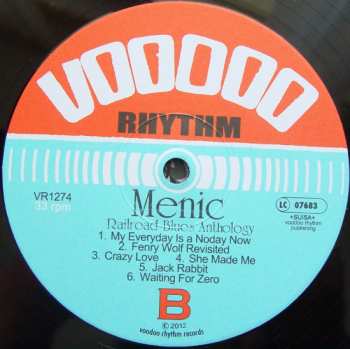 VOODOO
RHYTHM
VR1274
33 rpm
Menic
Railroad Blues Anthology
LC 07683
+SUISA+
voodoo rhythm
publishing
1. My Everyday Is a Noday Now
2. Fenry Wolf Revisited
3. Crazy Love 4. She Made Me
5. Jack Rabbit
6. Waiting For Zero
B
© 2012
voodoo rhythm records